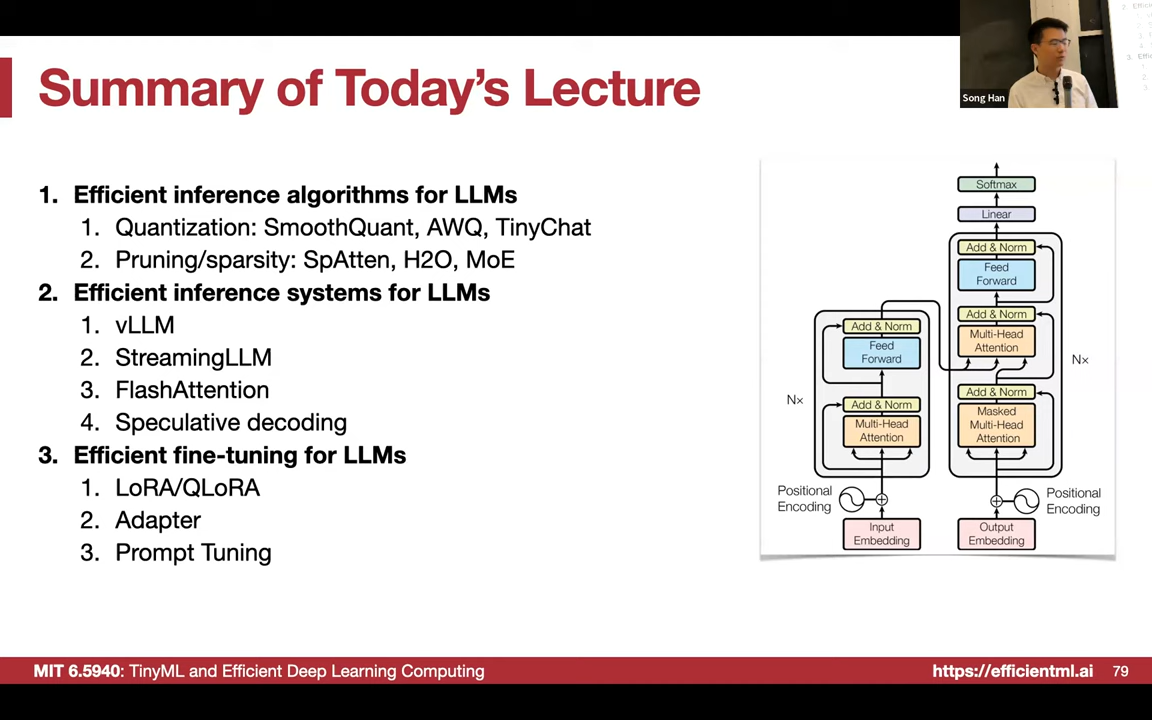 Summary of Today's Lecture
Song Han
1. Efficient inference algorithms for LLMs
1. Quantization: SmoothQuant, AWQ, TinyChat
2. Pruning/sparsity: SpAtten, H2O, MoE
2. Efficient inference systems for LLMs
1. vLLM
2. StreamingLLM
3. FlashAttention
4. Speculative decoding
3. Efficient fine-tuning for LLMs
1. LoRA/QLoRA
2. Adapter
3. Prompt Tuning
Softmax
Linear
Add & Norm
Feed
Forward
Add & Norm
Multi-Head
Attention
Add & Norm
Masked
Multi-Head
Attention
Nx
Add & Norm
Feed
Forward
Add & Norm
Multi-Head
Attention
Nx
Positional
Encoding
Positional
Encoding
Input
Embedding
Output
Embedding
MIT 6.5940: TinyML and Efficient Deep Learning Computing
https://efficientml.ai
79